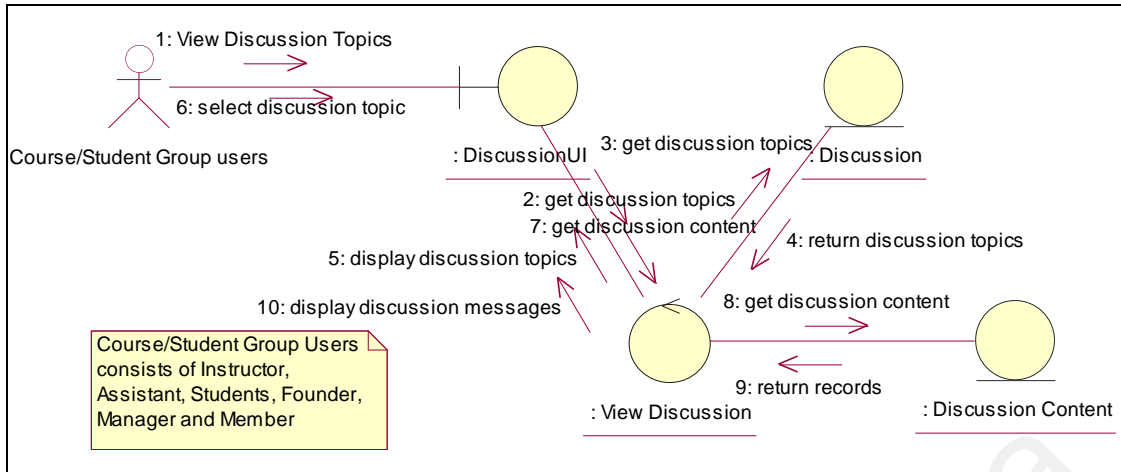 1: View Discussion Topics
6: select discussion topic
Course/Student Group users
: DiscussionUI
3: get discussion topics
: Discussion
2: get discussion topics
7: get discussion content
4: return discussion topics
5: display discussion topics
10: display discussion messages
8: get discussion content
9: return records
: View Discussion
: Discussion Content
Course/Student Group Users
consists of Instructor,
Assistant, Students, Founder,
Manager and Member